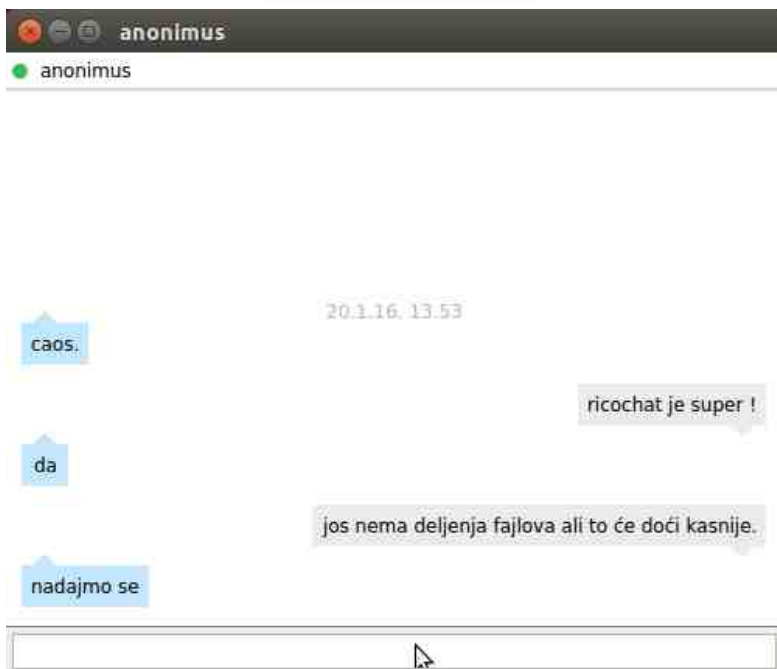 anonimus
anonimus
20.1.16. 13.53
caos.
ricochat je super !
da
jos nema deljenja fajlova ali to će doći kasnije.
nadajmo se